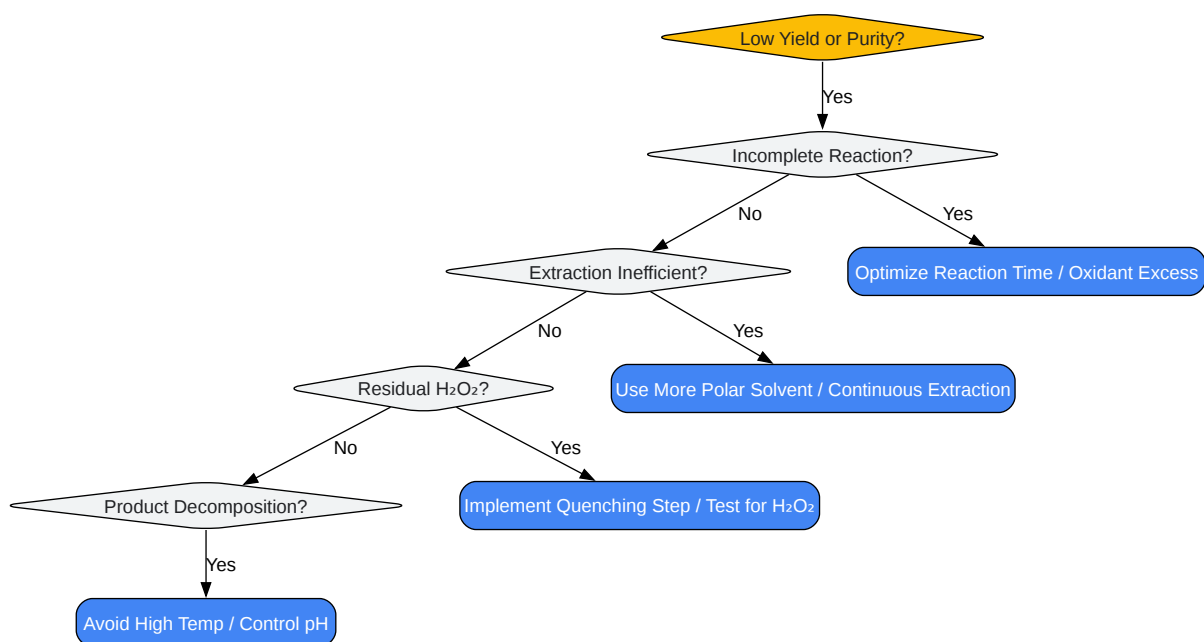 Low Yield or Purity?
Yes
Incomplete Reaction?
No
Yes
Extraction Inefficient?
Optimize Reaction Time / Oxidant Excess
No
Yes
Residual H₂O₂?
Use More Polar Solvent / Continuous Extraction
No
Yes
Product Decomposition?
Implement Quenching Step / Test for H₂O₂
Yes
Avoid High Temp / Control pH